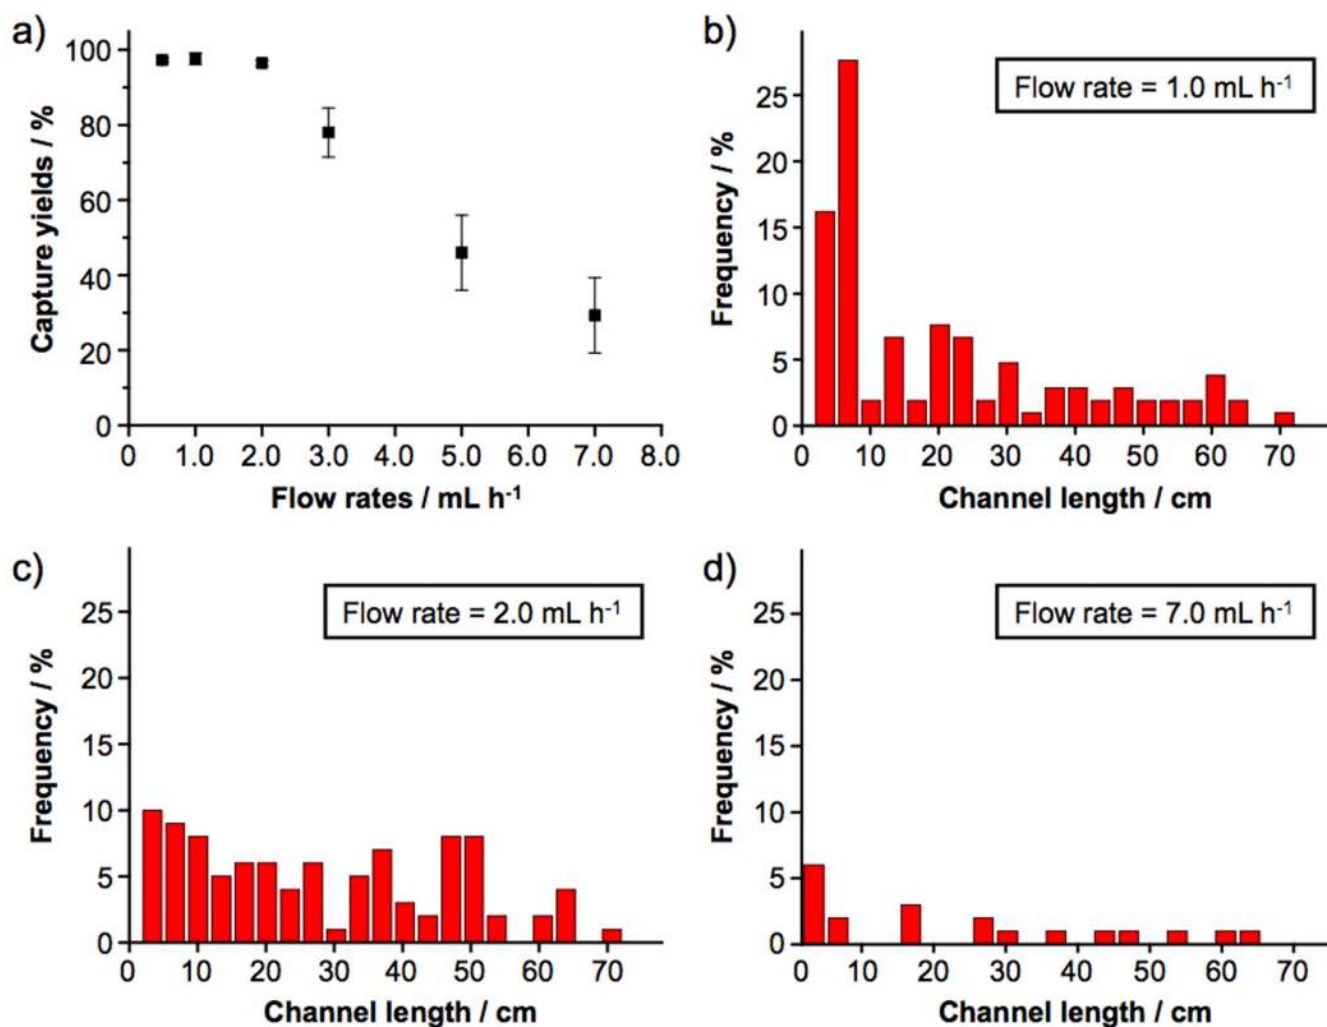 a)
Capture yields / %
100
80
60
40
20
0
0 1.0 2.0 3.0 4.0 5.0 6.0 7.0 8.0
Flow rates / mL h⁻¹
b)
Flow rate = 1.0 mL h⁻¹
Frequency / %
25
20
15
10
5
0
0 10 20 30 40 50 60 70
Channel length / cm
c)
Flow rate = 2.0 mL h⁻¹
Frequency / %
25
20
15
10
5
0
0 10 20 30 40 50 60 70
Channel length / cm
d)
Flow rate = 7.0 mL h⁻¹
Frequency / %
25
20
15
10
5
0
0 10 20 30 40 50 60 70
Channel length / cm